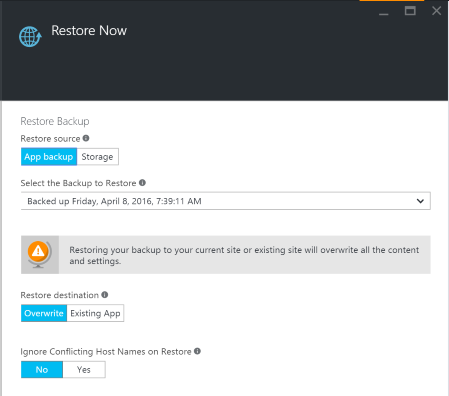 Restore Now
Restore Backup
Restore source
App backup Storage
Select the Backup to Restore
Backed up Friday, April 8, 2016, 7:39:11 AM
Restoring your backup to your current site or existing site will overwrite all the content
and settings.
Restore destination
Overwrite Existing App
Ignore Conflicting Host Names on Restore
No Yes